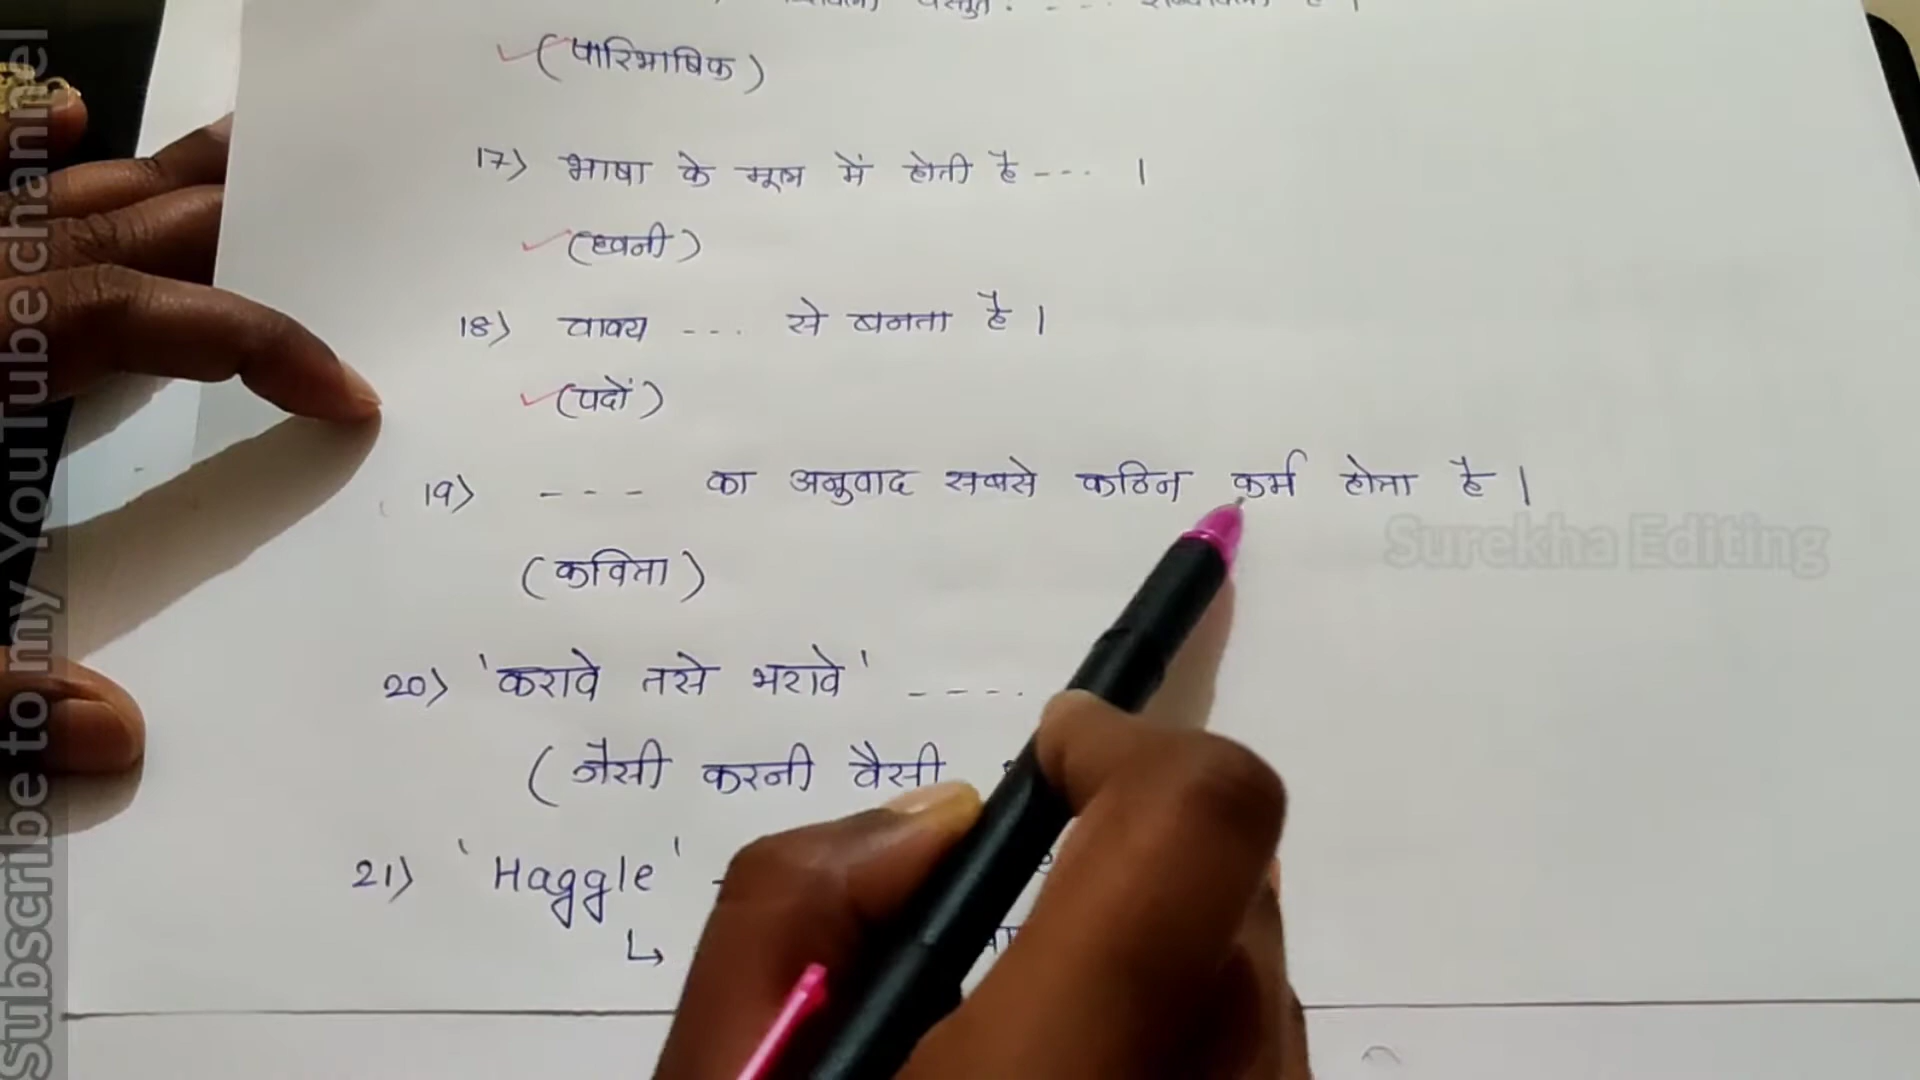 (पारिभाषिक)
17) भाषा के मूल में होती है --- ।
(ध्वनी)
18) वाक्य --- से बनता है ।
(पदों)
19) --- का अनुवाद सबसे कठिन कर्म होता है ।
(कविता)
20) 'करावे तसे भरावे' ----
(जैसी करनी वैसी
21) 'Haggle'
Subscribe to my YouTube channel
Surekha Editing